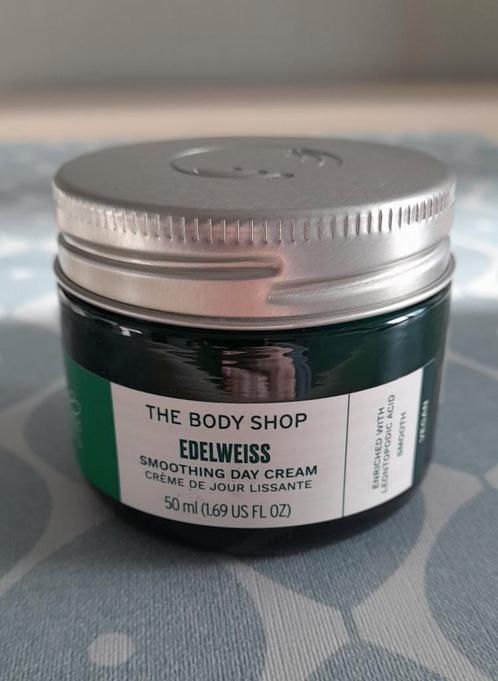 THE BODY SHOP
EDELWEISS
SMOOTHING DAY CREAM
CRÈME DE JOUR LISSANTE
50 ml (1.69 US FL OZ)
ENRICHED WITH
LEONTOPODIC ACID
SMOOTH
VEGAN